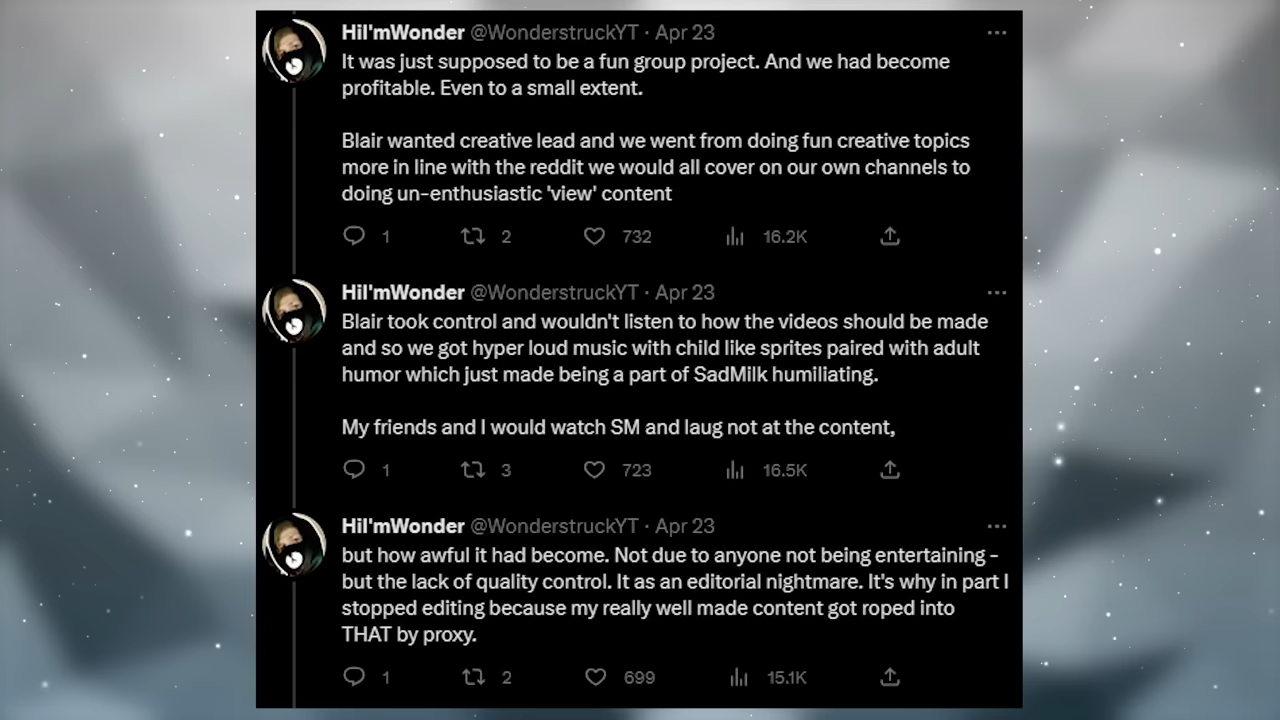 Hil'mWonder @WonderstruckYT · Apr 23
It was just supposed to be a fun group project. And we had become
profitable. Even to a small extent.
Blair wanted creative lead and we went from doing fun creative topics
more in line with the reddit we would all cover on our own channels to
doing un-enthusiastic 'view' content
1 2 732 16.2K
Hil'mWonder @WonderstruckYT · Apr 23
Blair took control and wouldn't listen to how the videos should be made
and so we got hyper loud music with child like sprites paired with adult
humor which just made being a part of SadMilk humiliating.
My friends and I would watch SM and laug not at the content,
1 3 723 16.5K
Hil'mWonder @WonderstruckYT · Apr 23
but how awful it had become. Not due to anyone not being entertaining -
but the lack of quality control. It as an editorial nightmare. It's why in part I
stopped editing because my really well made content got roped into
THAT by proxy.
1 2 699 15.1K